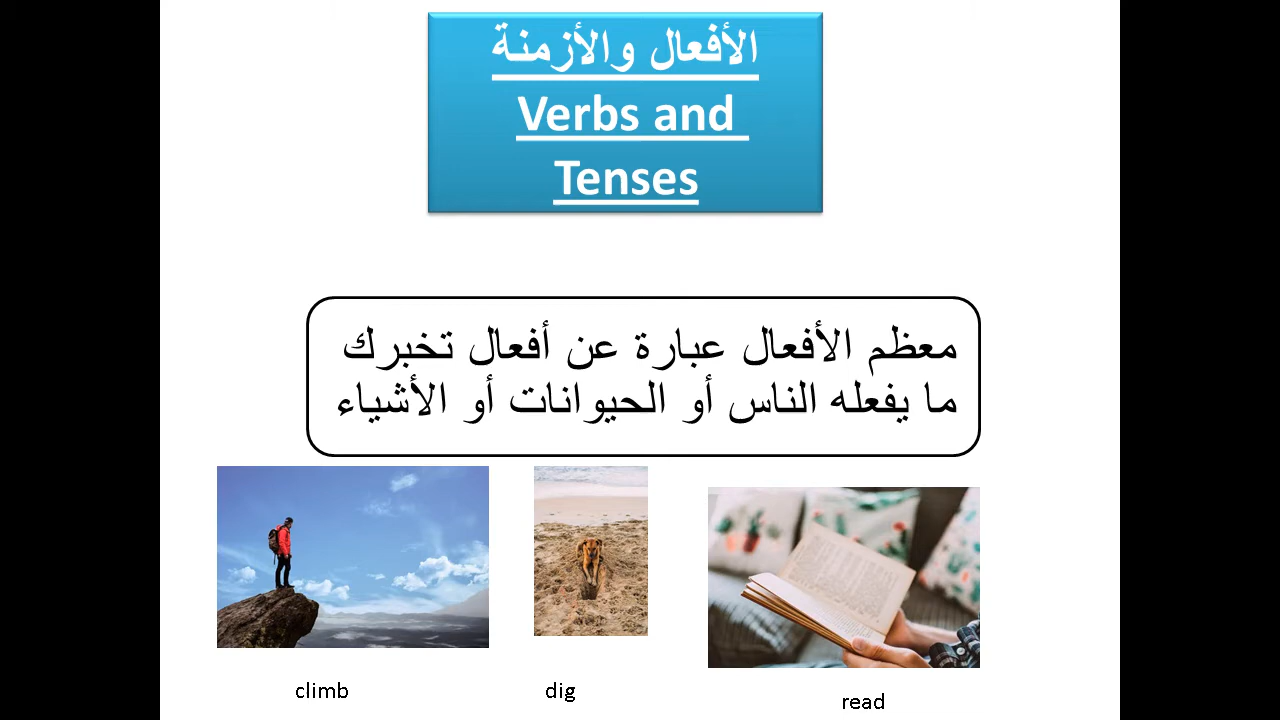 الأفعال والأزمنة
Verbs and
Tenses
معظم الأفعال عبارة عن أفعال تخبرك
ما يفعله الناس أو الحيوانات أو الأشياء
climb
dig
read